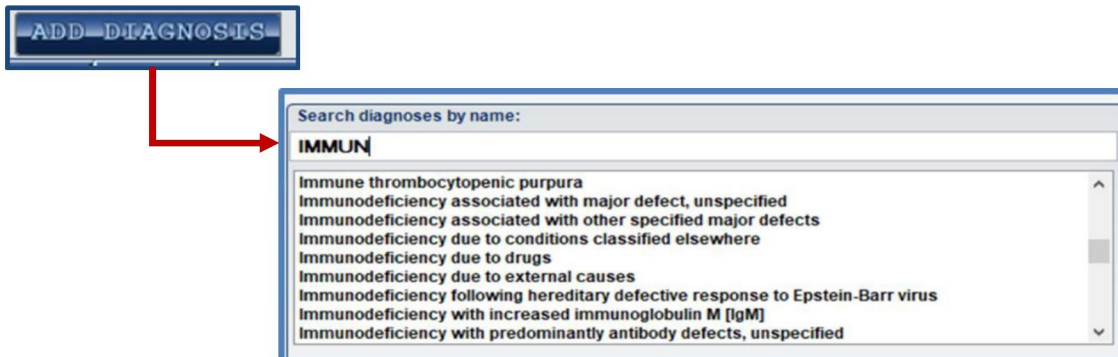 ADD DIAGNOSIS
Search diagnoses by name:
IMMUN
Immune thrombocytopenic purpura
Immunodeficiency associated with major defect, unspecified
Immunodeficiency associated with other specified major defects
Immunodeficiency due to conditions classified elsewhere
Immunodeficiency due to drugs
Immunodeficiency due to external causes
Immunodeficiency following hereditary defective response to Epstein-Barr virus
Immunodeficiency with increased immunoglobulin M [IgM]
Immunodeficiency with predominantly antibody defects, unspecified